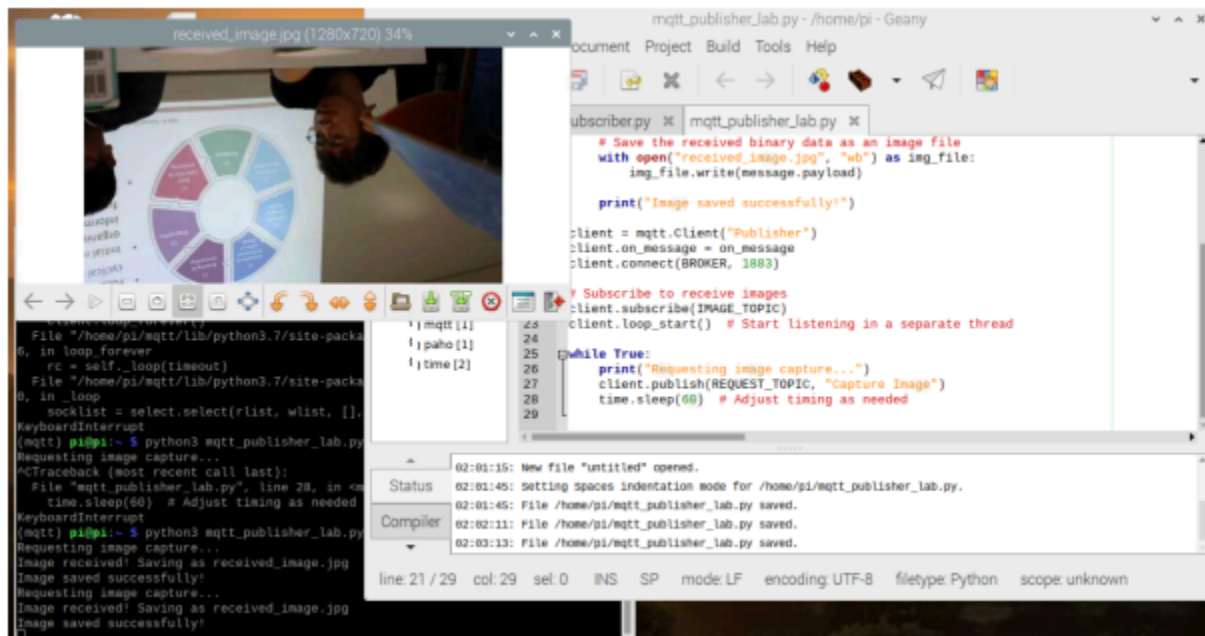 mqtt_publisher_lab.py - /home/pi - Geany
received_image.jpg (1280x720) 34%
ocument Project Build Tools Help
ubscriber.py
mqtt_publisher_lab.py
# Save the received binary data as an image file
with open("received_image.jpg", "wb") as img_file:
img_file.write(message.payload)
print("Image saved successfully!")
client = mqtt.Client("Publisher")
client.on_message = on_message
client.connect(BROKER, 1883)
# Subscribe to receive images
client.subscribe(IMAGE_TOPIC)
23 client.loop_start() # Start listening in a separate thread
24
25 while True:
26 print("Requesting image capture...")
27 client.publish(REQUEST_TOPIC, "Capture Image")
28 time.sleep(60) # Adjust timing as needed
29
mqtt [1]
paho [1]
time [2]
client.loop_forever()
File "/home/pi/mqtt/lib/python3.7/site-packa
6, in loop_forever
rc = self._loop(timeout)
File "/home/pi/mqtt/lib/python3.7/site-packa
0, in _loop
socklist = select.select(rlist, wlist, [],
KeyboardInterrupt
(mqtt) pi@pi:~ $ python3 mqtt_publisher_lab.py
Requesting image capture...
^CTraceback (most recent call last):
File "mqtt_publisher_lab.py", line 28, in <m
time.sleep(60) # Adjust timing as needed
KeyboardInterrupt
(mqtt) pi@pi:~ $ python3 mqtt_publisher_lab.py
Requesting image capture...
Image received! Saving as received_image.jpg
Image saved successfully!
Requesting image capture...
Image received! Saving as received_image.jpg
Image saved successfully!
Status
Compiler
02:01:15: New file "untitled" opened.
02:01:45: Setting Spaces indentation mode for /home/pi/mqtt_publisher_lab.py.
02:01:45: File /home/pi/mqtt_publisher_lab.py saved.
02:02:11: File /home/pi/mqtt_publisher_lab.py saved.
02:03:13: File /home/pi/mqtt_publisher_lab.py saved.
line: 21 / 29 col: 29 sel: 0 INS SP mode: LF encoding: UTF-8 filetype: Python scope: unknown